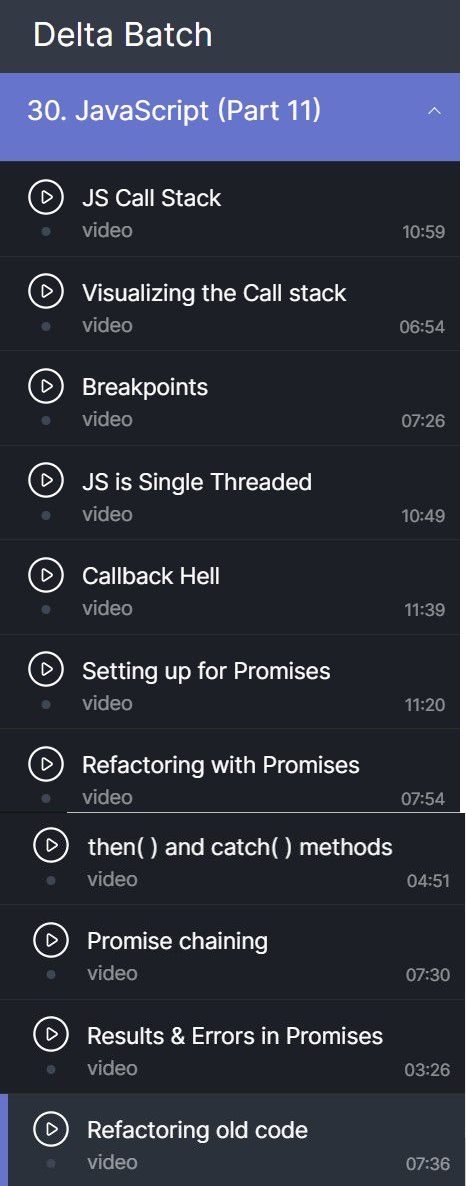 Delta Batch
30. JavaScript (Part 11)
JS Call Stack
video 10:59
Visualizing the Call stack
video 06:54
Breakpoints
video 07:26
JS is Single Threaded
video 10:49
Callback Hell
video 11:39
Setting up for Promises
video 11:20
Refactoring with Promises
video 07:54
then( ) and catch( ) methods
video 04:51
Promise chaining
video 07:30
Results & Errors in Promises
video 03:26
Refactoring old code
video 07:36